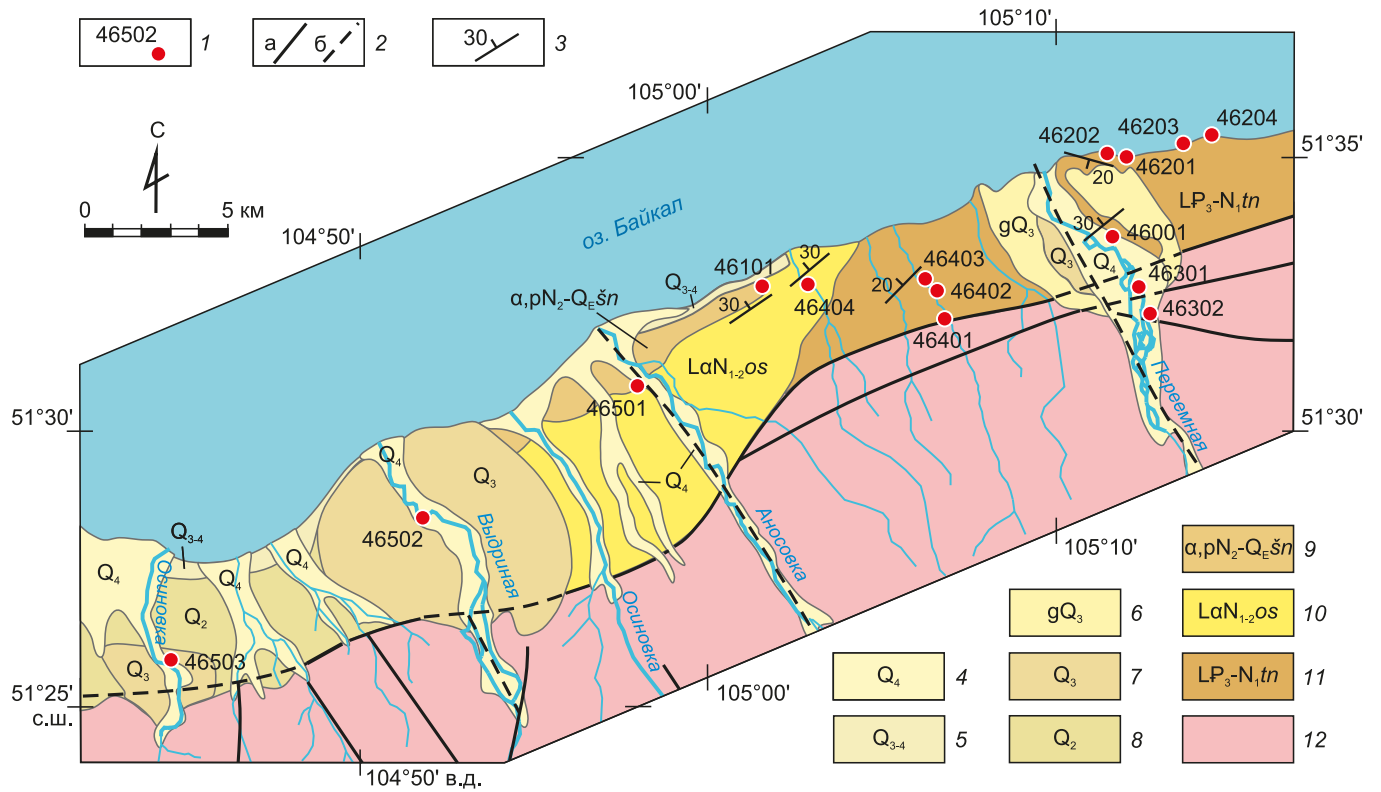 46502
1
а
б
2
30
3
С
0
5 км
105°10'
105°00'
104°50'
оз. Байкал
46202
46203
46204
46201
51°35'
20
LP₃-N₁tn
gQ₃
30
46001
Q₃
Q₄
46301
46302
46101
30
Q₃₋₄
46403
20
46402
46404
30
46401
α,pN₂-Q_Ešn
LαN₁₋₂os
Переемная
51°30'
51°30'
46501
Q₄
Q₃
Q₄
46502
Выдриная
Аносовка
Q₃₋₄
Q₄
Осиновка
Q₄
Q₄
Q₂
Осиновка
46503
Q₃
51°25'
с.ш.
105°10'
105°00'
104°50' в.д.
α,pN₂-Q_Ešn
9
gQ₃
6
LαN₁₋₂os
10
Q₄
4
Q₃
7
LP₃-N₁tn
11
Q₃₋₄
5
Q₂
8
12